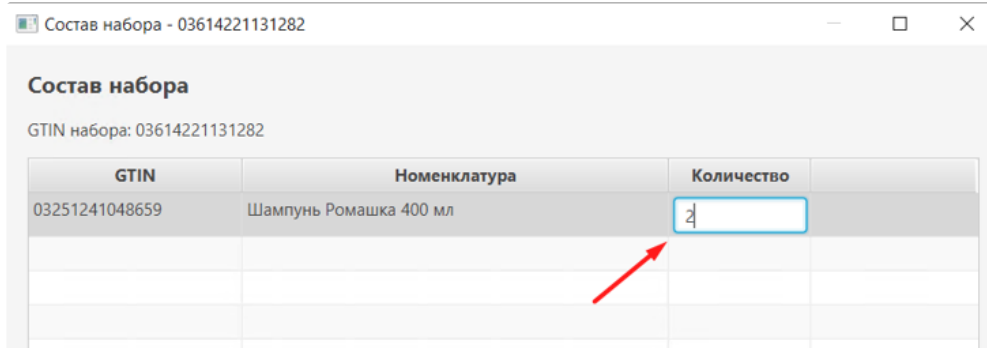 Состав набора - 03614221131282
Состав набора
GTIN набора: 03614221131282
GTIN Номенклатура Количество
03251241048659 Шампунь Ромашка 400 мл 2